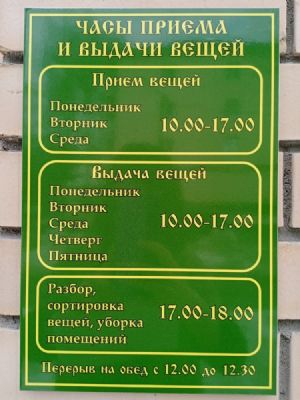 ЧАСЫ ПРИЕМА
И ВЫДАЧИ ВЕЩЕЙ
Прием вещей
Понедельник
Вторник
Среда
10.00-17.00
Выдача вещей
Понедельник
Вторник
Среда
Четверг
Пятница
10.00-17.00
Разбор,
сортировка
вещей, уборка
помещений
17.00-18.00
Перерыв на обед с 12.00 до 12.30